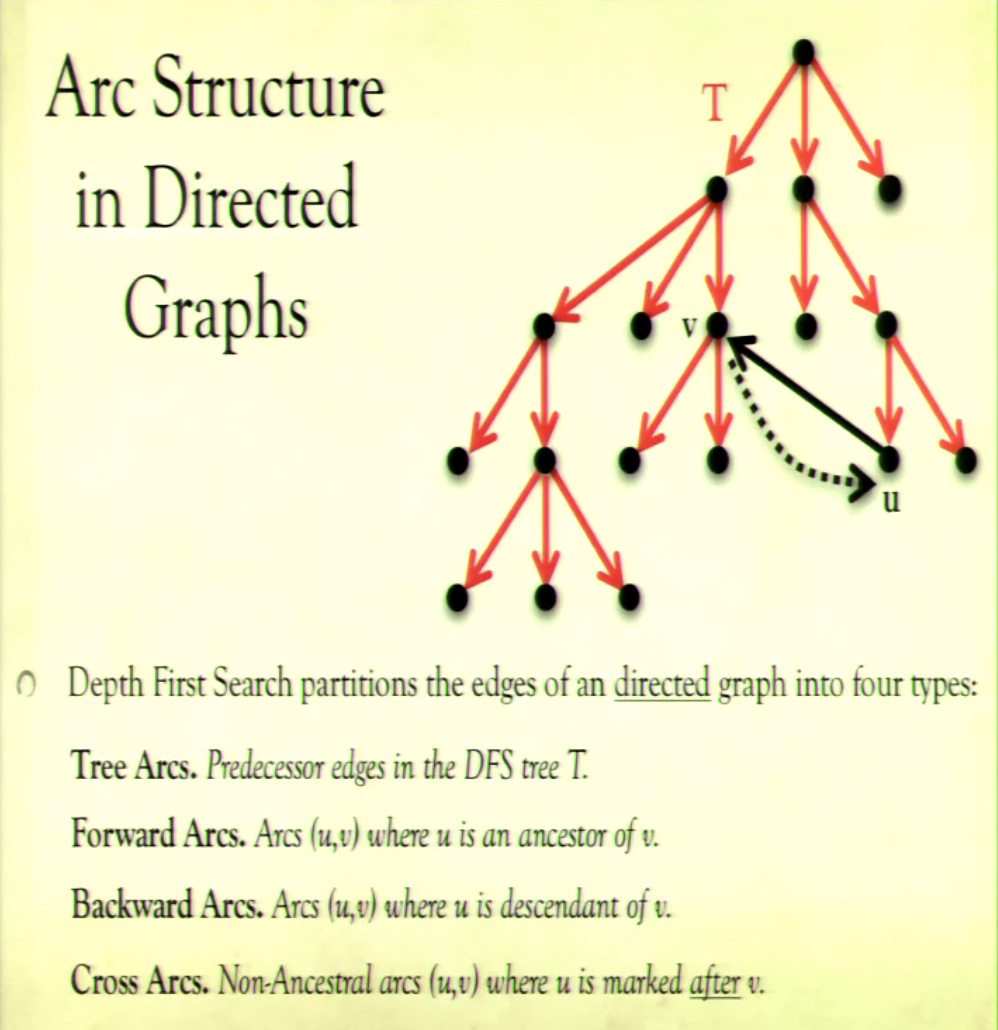 Arc Structure
in Directed
Graphs
T
v
u
Depth First Search partitions the edges of an directed graph into four types:
Tree Arcs. Predecessor edges in the DFS tree T.
Forward Arcs. Arcs (u,v) where u is an ancestor of v.
Backward Arcs. Arcs (u,v) where u is descendant of v.
Cross Arcs. Non-Ancestral arcs (u,v) where u is marked after v.